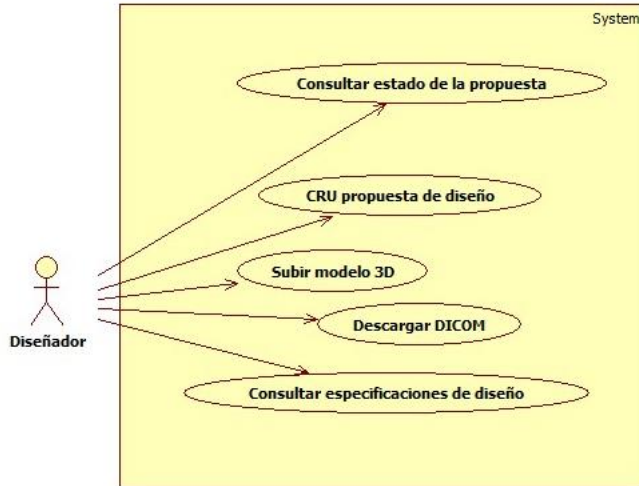 System
Consultar estado de la propuesta
CRU propuesta de diseño
Subir modelo 3D
Descargar DICOM
Diseñador
Consultar especificaciones de diseño